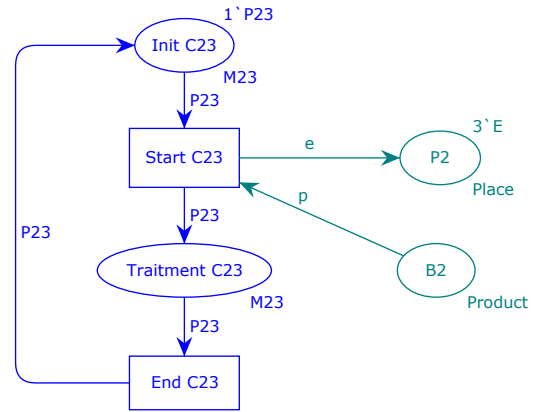 1`P23
Init C23
M23
P23
3`E
Start C23
e
P2
Place
p
P23
P23
Traitment C23
B2
M23
Product
P23
End C23